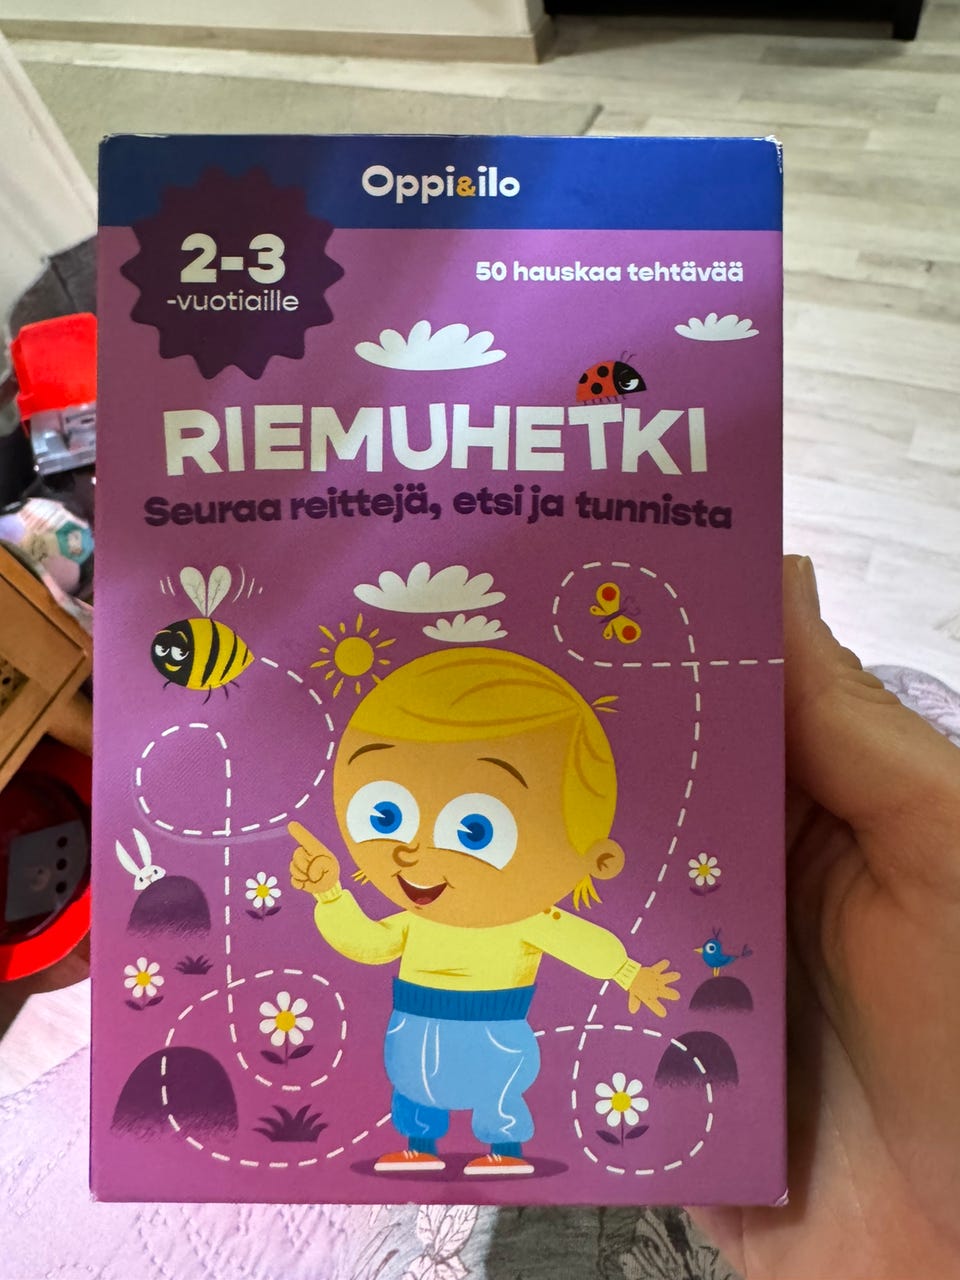 Oppi&ilo
2-3
-vuotiaille
50 hauskaa tehtävää
RIEMUHETKI
Seuraa reittejä, etsi ja tunnista